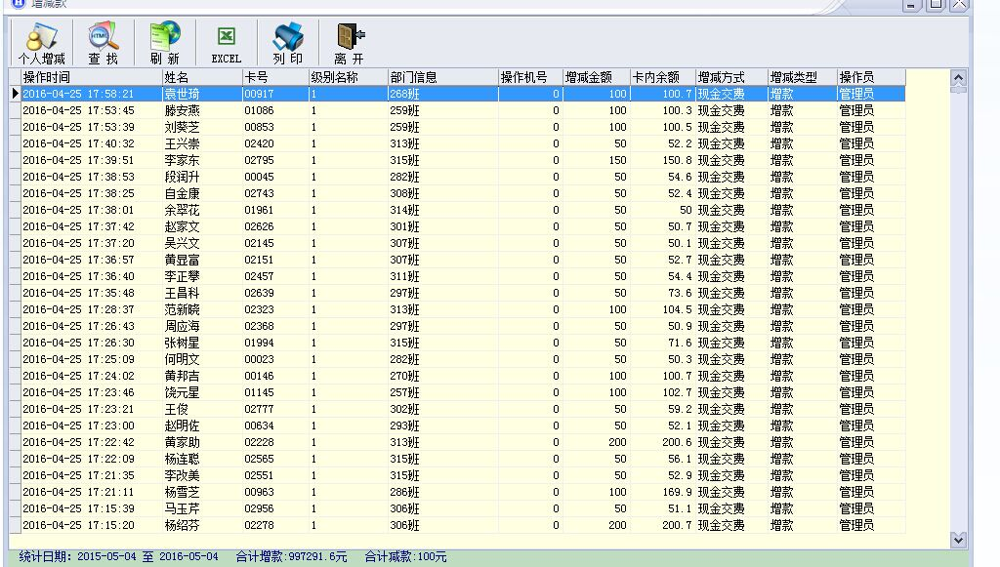 增减款
个人增减 查 找 刷 新 EXCEL 列 印 离 开
操作时间 姓名 卡号 级别名称 部门信息 操作机号 增减金额 卡内余额 增减方式 增减类型 操作员
2016-04-25 17:58:21 袁世琦 00917 1 268班 0 100 100.7 现金交费 增款 管理员
2016-04-25 17:53:45 滕安燕 01086 1 259班 0 100 100.3 现金交费 增款 管理员
2016-04-25 17:53:39 刘葵芝 00853 1 259班 0 100 100.5 现金交费 增款 管理员
2016-04-25 17:40:32 王兴崇 02420 1 313班 0 50 52.2 现金交费 增款 管理员
2016-04-25 17:39:51 李家东 02795 1 315班 0 150 150.8 现金交费 增款 管理员
2016-04-25 17:38:53 段润升 00045 1 282班 0 50 54.6 现金交费 增款 管理员
2016-04-25 17:38:25 自金康 02743 1 308班 0 50 52.4 现金交费 增款 管理员
2016-04-25 17:38:01 余翠花 01961 1 314班 0 50 50 现金交费 增款 管理员
2016-04-25 17:37:42 赵家文 02626 1 301班 0 50 50.7 现金交费 增款 管理员
2016-04-25 17:37:20 吴兴文 02145 1 307班 0 50 50.1 现金交费 增款 管理员
2016-04-25 17:36:57 黄显富 02151 1 307班 0 50 52.7 现金交费 增款 管理员
2016-04-25 17:36:40 李正攀 02457 1 311班 0 50 54.4 现金交费 增款 管理员
2016-04-25 17:35:48 王昌科 02639 1 297班 0 50 73.6 现金交费 增款 管理员
2016-04-25 17:28:37 范新晓 02323 1 313班 0 100 104.5 现金交费 增款 管理员
2016-04-25 17:26:43 周应海 02368 1 297班 0 50 50.9 现金交费 增款 管理员
2016-04-25 17:26:30 张树星 01994 1 315班 0 50 71.6 现金交费 增款 管理员
2016-04-25 17:25:09 何明文 00023 1 282班 0 50 50.3 现金交费 增款 管理员
2016-04-25 17:24:02 黄邦吉 00146 1 270班 0 100 100.7 现金交费 增款 管理员
2016-04-25 17:23:46 饶元星 01145 1 257班 0 100 102.7 现金交费 增款 管理员
2016-04-25 17:23:21 王俊 02777 1 302班 0 50 59.2 现金交费 增款 管理员
2016-04-25 17:23:00 赵明佐 00634 1 293班 0 50 52.1 现金交费 增款 管理员
2016-04-25 17:22:42 黄家助 02228 1 313班 0 200 200.6 现金交费 增款 管理员
2016-04-25 17:22:09 杨连聪 02565 1 315班 0 50 56.1 现金交费 增款 管理员
2016-04-25 17:21:35 李改美 02551 1 315班 0 50 52.9 现金交费 增款 管理员
2016-04-25 17:21:11 杨雪芝 00963 1 286班 0 100 169.9 现金交费 增款 管理员
2016-04-25 17:15:39 马玉芹 02956 1 306班 0 50 51.1 现金交费 增款 管理员
2016-04-25 17:15:20 杨绍芬 02278 1 306班 0 200 200.7 现金交费 增款 管理员
统计日期: 2015-05-04 至 2016-05-04 合计增款:997291.6元 合计减款:100元